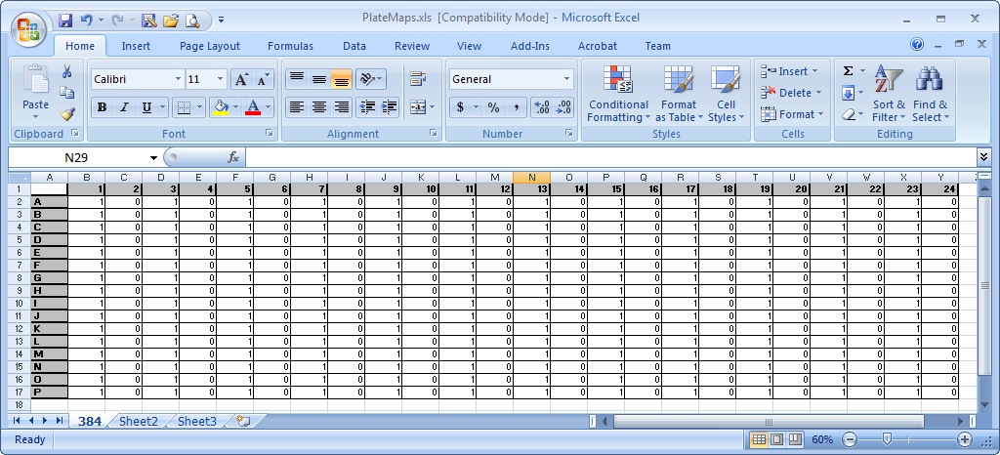 PlateMaps.xls [Compatibility Mode] - Microsoft Excel
Home Insert Page Layout Formulas Data Review View Add-Ins Acrobat Team
Calibri 11 General Insert Σ
Paste Conditional Formatting Format as Table Cell Styles Delete Sort & Filter Find & Select
B I U A $ % , .00 .0 Format
Clipboard Font Alignment Number Styles Cells Editing
N29 fx
A B C D E F G H I J K L M N O P Q R S T U V W X Y
1 1 2 3 4 5 6 7 8 9 10 11 12 13 14 15 16 17 18 19 20 21 22 23 24
2 A 1 0 1 0 1 0 1 0 1 0 1 0 1 0 1 0 1 0 1 0 1 0 1 0
3 B 1 0 1 0 1 0 1 0 1 0 1 0 1 0 1 0 1 0 1 0 1 0 1 0
4 C 1 0 1 0 1 0 1 0 1 0 1 0 1 0 1 0 1 0 1 0 1 0 1 0
5 D 1 0 1 0 1 0 1 0 1 0 1 0 1 0 1 0 1 0 1 0 1 0 1 0
6 E 1 0 1 0 1 0 1 0 1 0 1 0 1 0 1 0 1 0 1 0 1 0 1 0
7 F 1 0 1 0 1 0 1 0 1 0 1 0 1 0 1 0 1 0 1 0 1 0 1 0
8 G 1 0 1 0 1 0 1 0 1 0 1 0 1 0 1 0 1 0 1 0 1 0 1 0
9 H 1 0 1 0 1 0 1 0 1 0 1 0 1 0 1 0 1 0 1 0 1 0 1 0
10 I 1 0 1 0 1 0 1 0 1 0 1 0 1 0 1 0 1 0 1 0 1 0 1 0
11 J 1 0 1 0 1 0 1 0 1 0 1 0 1 0 1 0 1 0 1 0 1 0 1 0
12 K 1 0 1 0 1 0 1 0 1 0 1 0 1 0 1 0 1 0 1 0 1 0 1 0
13 L 1 0 1 0 1 0 1 0 1 0 1 0 1 0 1 0 1 0 1 0 1 0 1 0
14 M 1 0 1 0 1 0 1 0 1 0 1 0 1 0 1 0 1 0 1 0 1 0 1 0
15 N 1 0 1 0 1 0 1 0 1 0 1 0 1 0 1 0 1 0 1 0 1 0 1 0
16 O 1 0 1 0 1 0 1 0 1 0 1 0 1 0 1 0 1 0 1 0 1 0 1 0
17 P 1 0 1 0 1 0 1 0 1 0 1 0 1 0 1 0 1 0 1 0 1 0 1 0
18
384 Sheet2 Sheet3
Ready 60%